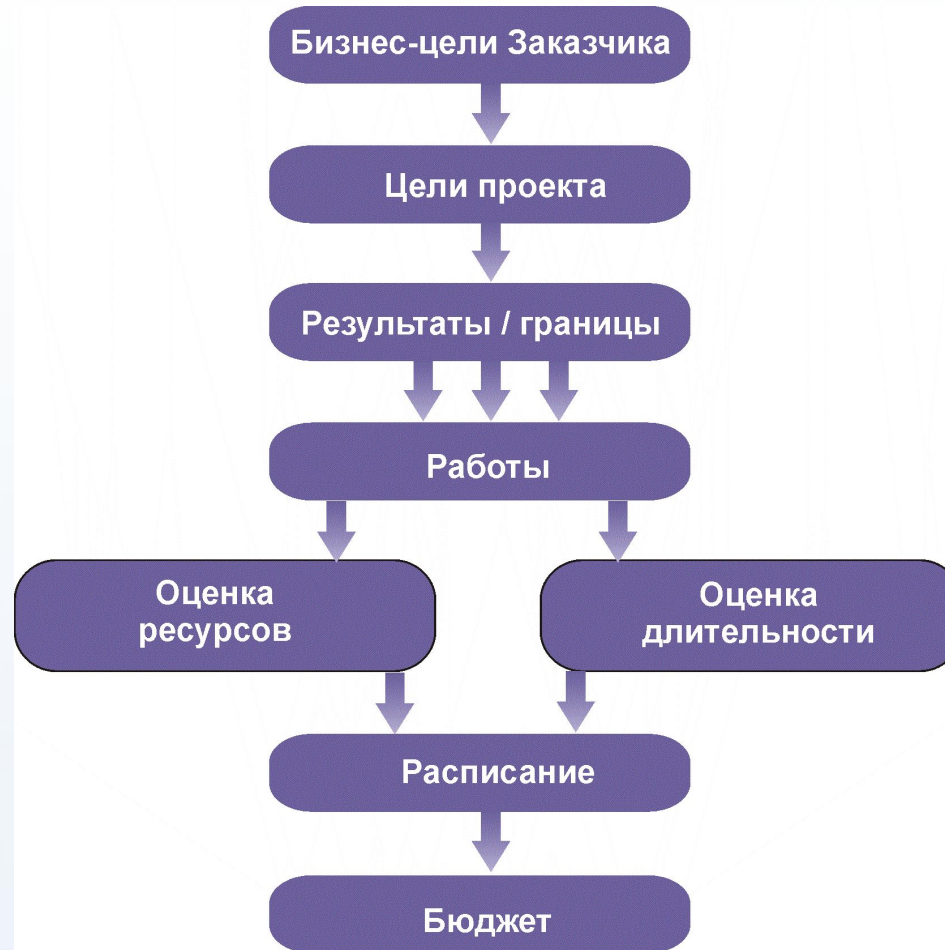 Бизнес-цели Заказчика
Цели проекта
Результаты / границы
Работы
Оценка
ресурсов
Оценка
длительности
Расписание
Бюджет